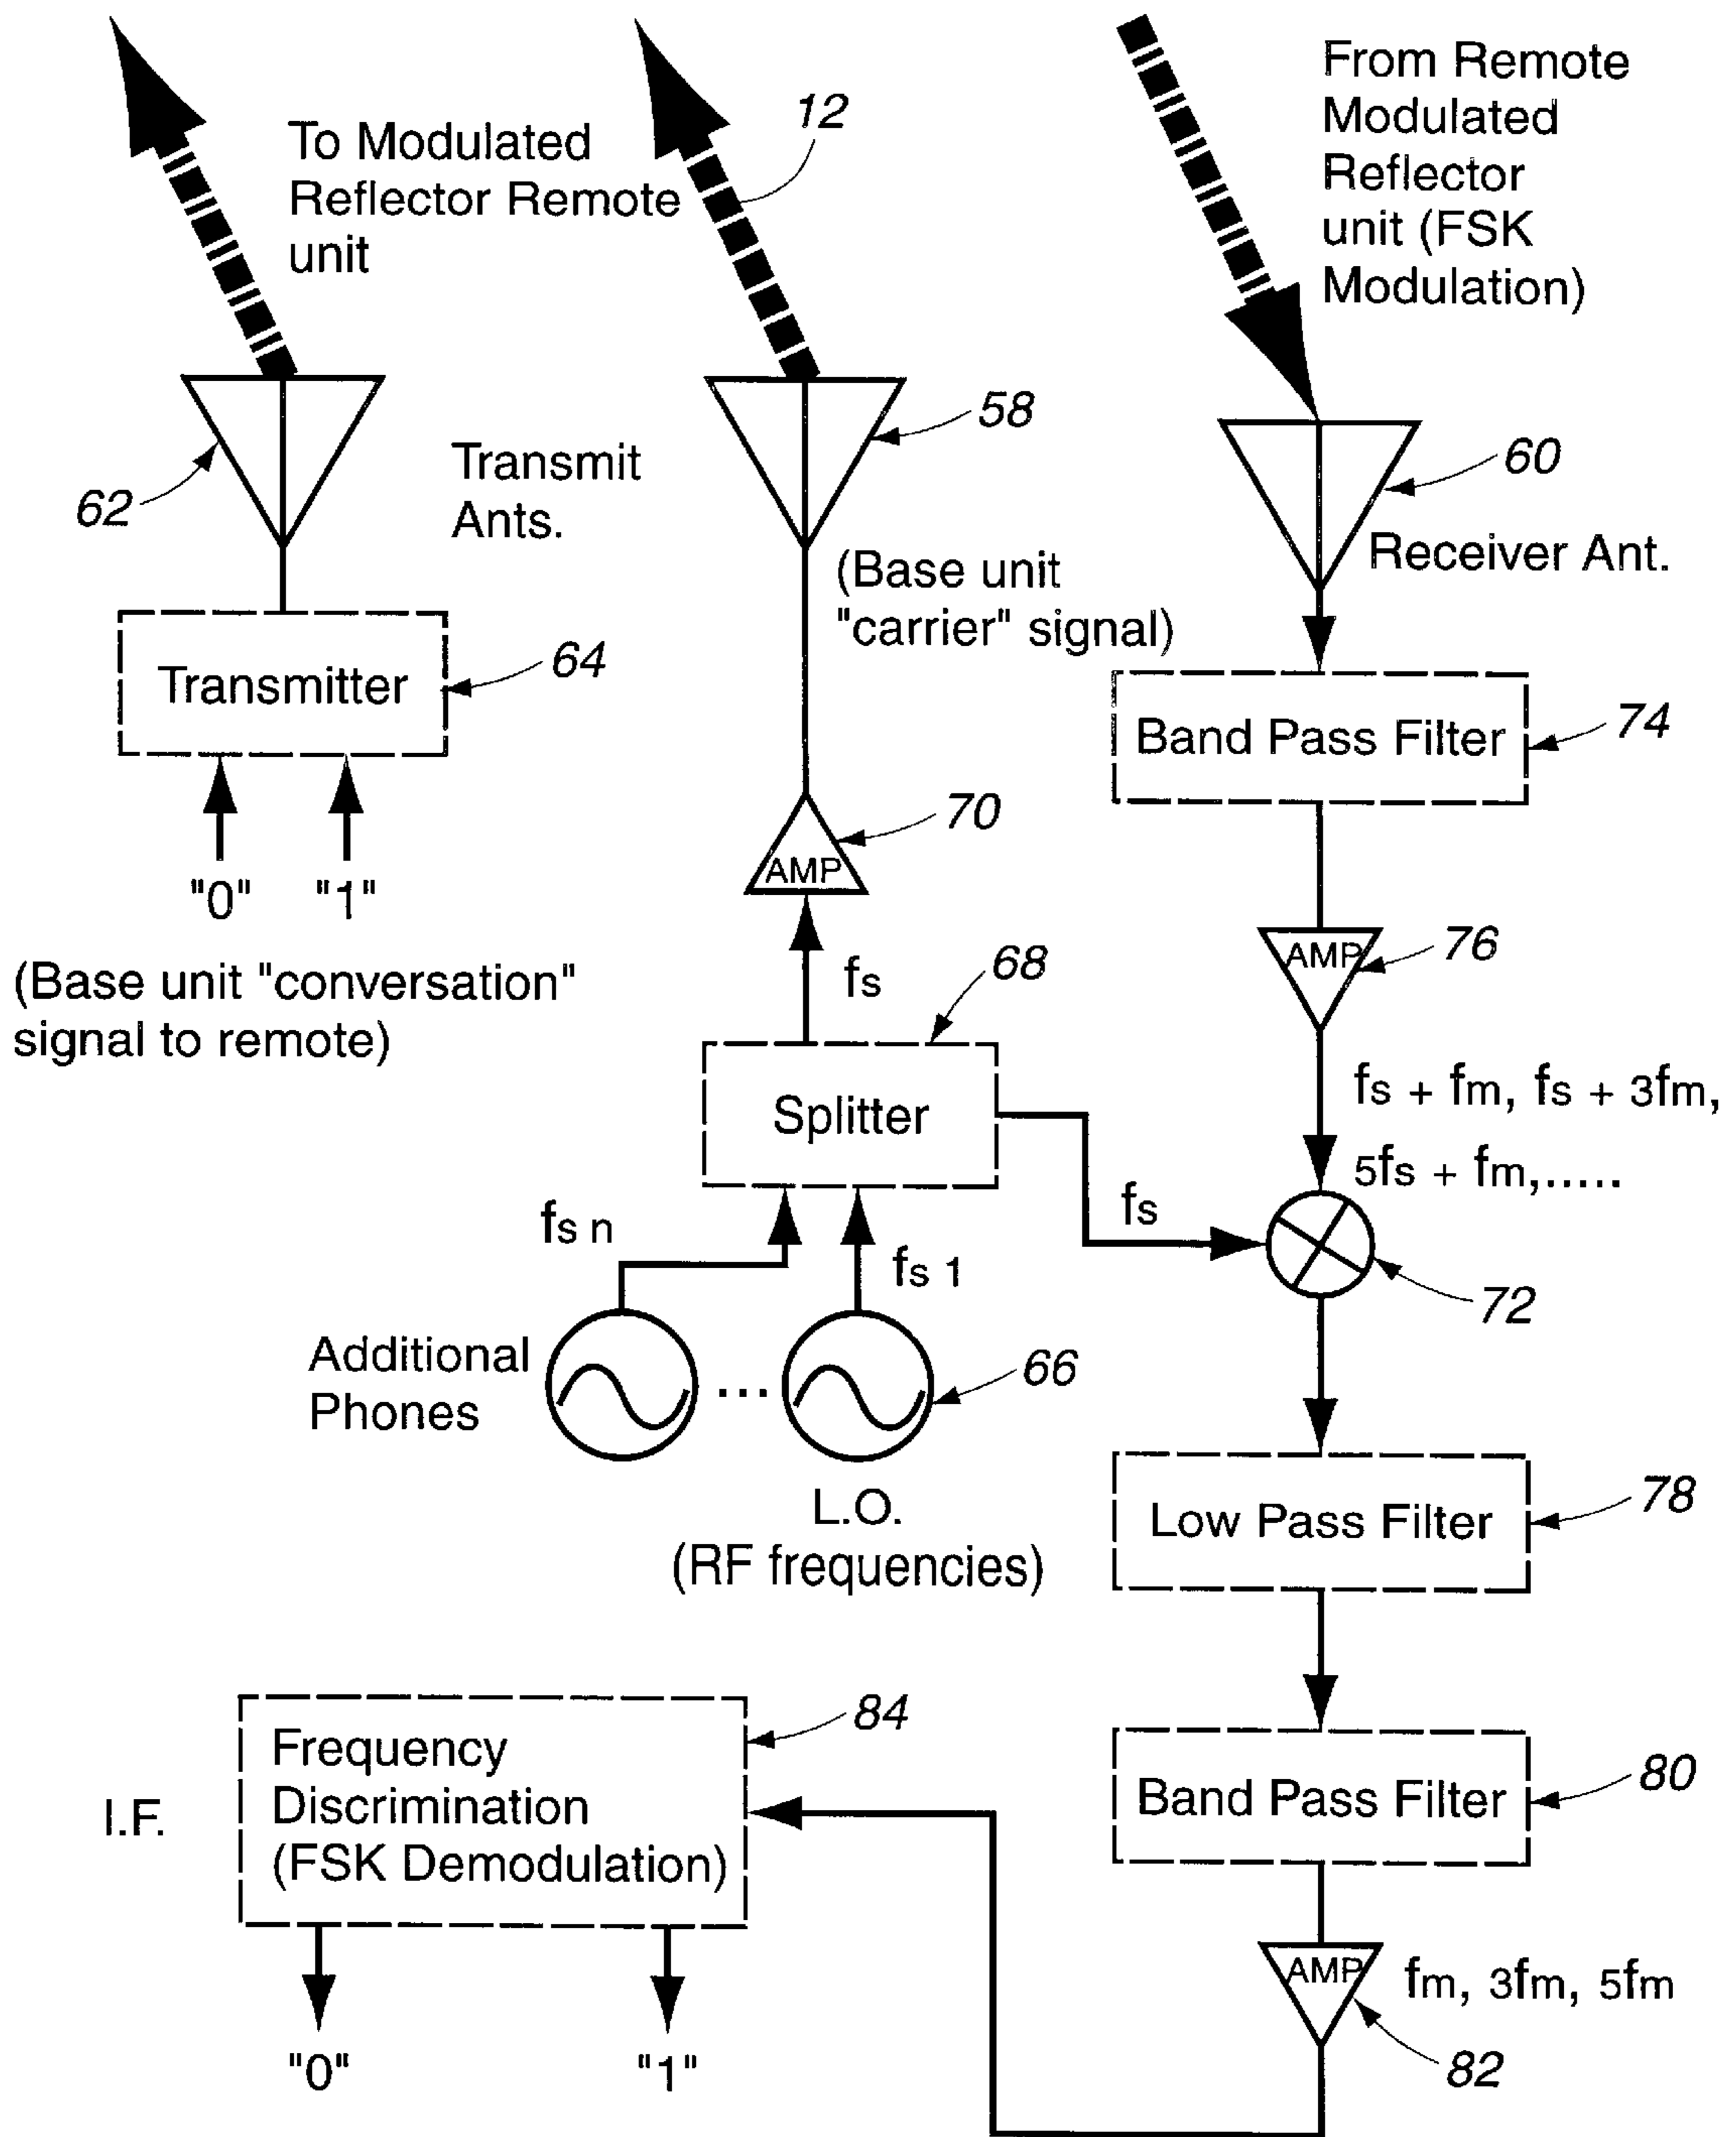 To Modulated
Reflector Remote
unit
12
From Remote
Modulated
Reflector
unit (FSK
Modulation)
62
Transmit
Ants.
58
60
Receiver Ant.
(Base unit
"carrier" signal)
Transmitter
64
Band Pass Filter
74
"0" "1"
(Base unit "conversation"
signal to remote)
AMP
70
AMP
76
fs
68
Splitter
fs + fm, fs + 3fm,
5fs + fm,.....
fs n
fs 1
fs
72
Additional
Phones
...
66
L.O.
(RF frequencies)
Low Pass Filter
78
I.F.
Frequency
Discrimination
(FSK Demodulation)
84
Band Pass Filter
80
AMP
fm, 3fm, 5fm
82
"0" "1"